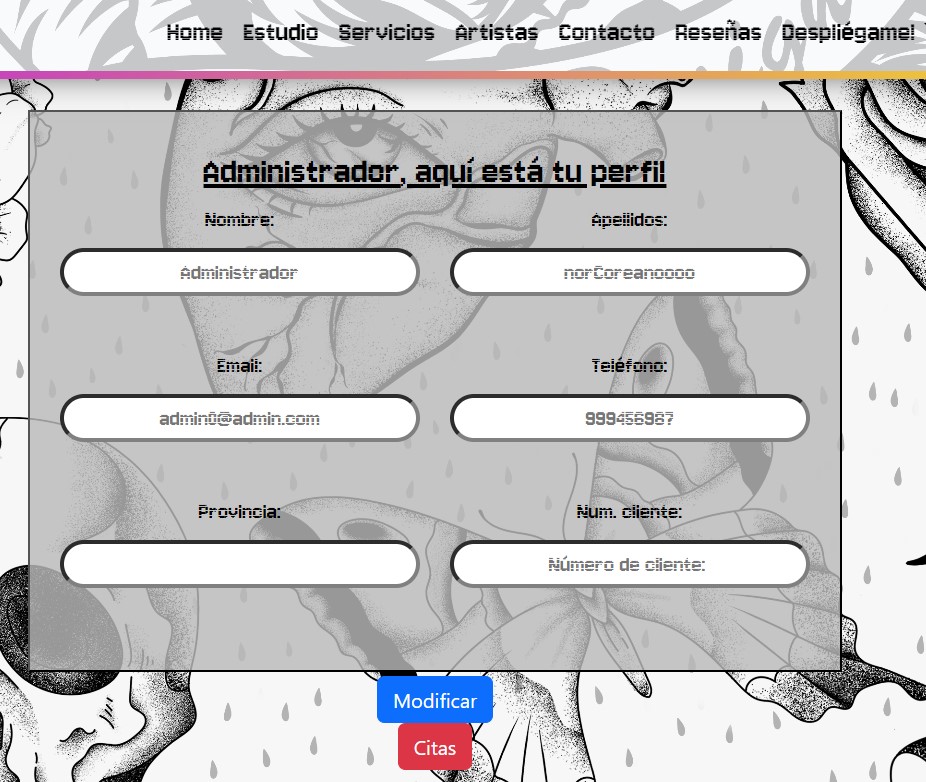 Home Estudio Servicios Artistas Contacto Reseñas Despliégame!
Administrador, aquí está tu perfil
Nombre: Apellidos:
Administrador norCoreanoooo
Email: Teléfono:
admin0@admin.com 999456987
Provincia: Num. cliente:
Número de cliente:
Modificar
Citas